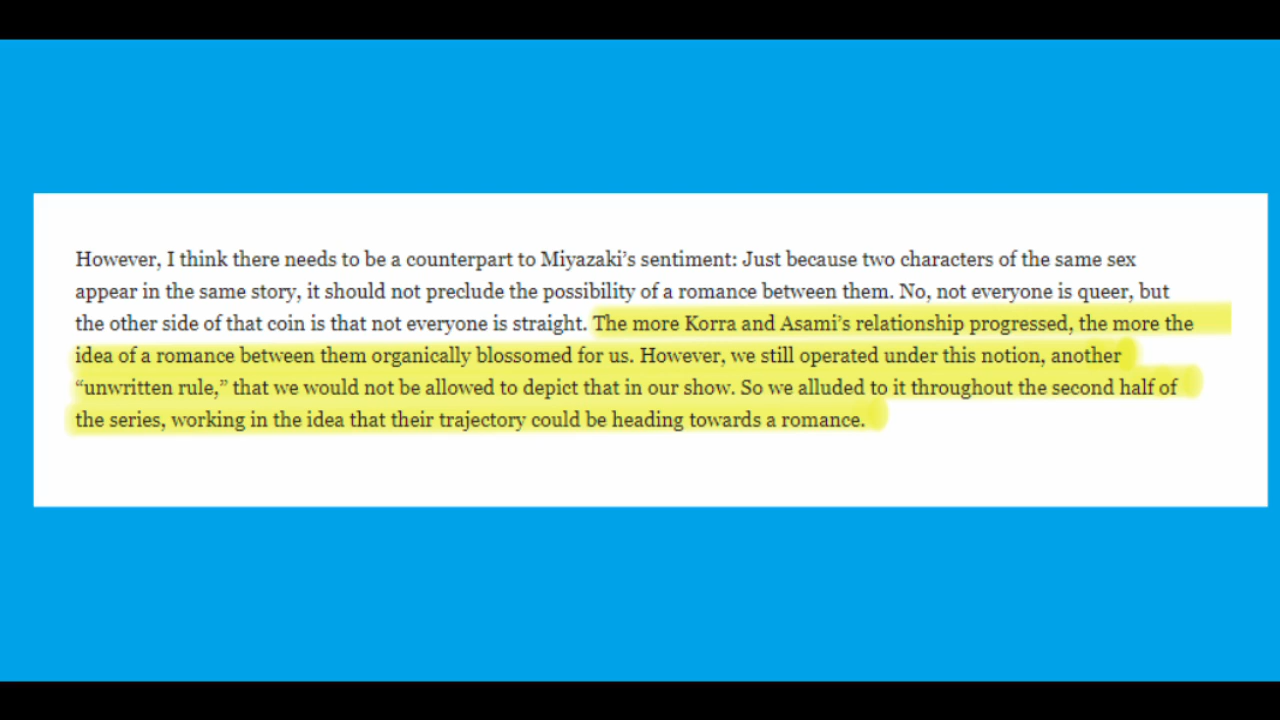 However, I think there needs to be a counterpart to Miyazaki’s sentiment: Just because two characters of the same sex
appear in the same story, it should not preclude the possibility of a romance between them. No, not everyone is queer, but
the other side of that coin is that not everyone is straight. The more Korra and Asami’s relationship progressed, the more the
idea of a romance between them organically blossomed for us. However, we still operated under this notion, another
“unwritten rule,” that we would not be allowed to depict that in our show. So we alluded to it throughout the second half of
the series, working in the idea that their trajectory could be heading towards a romance.